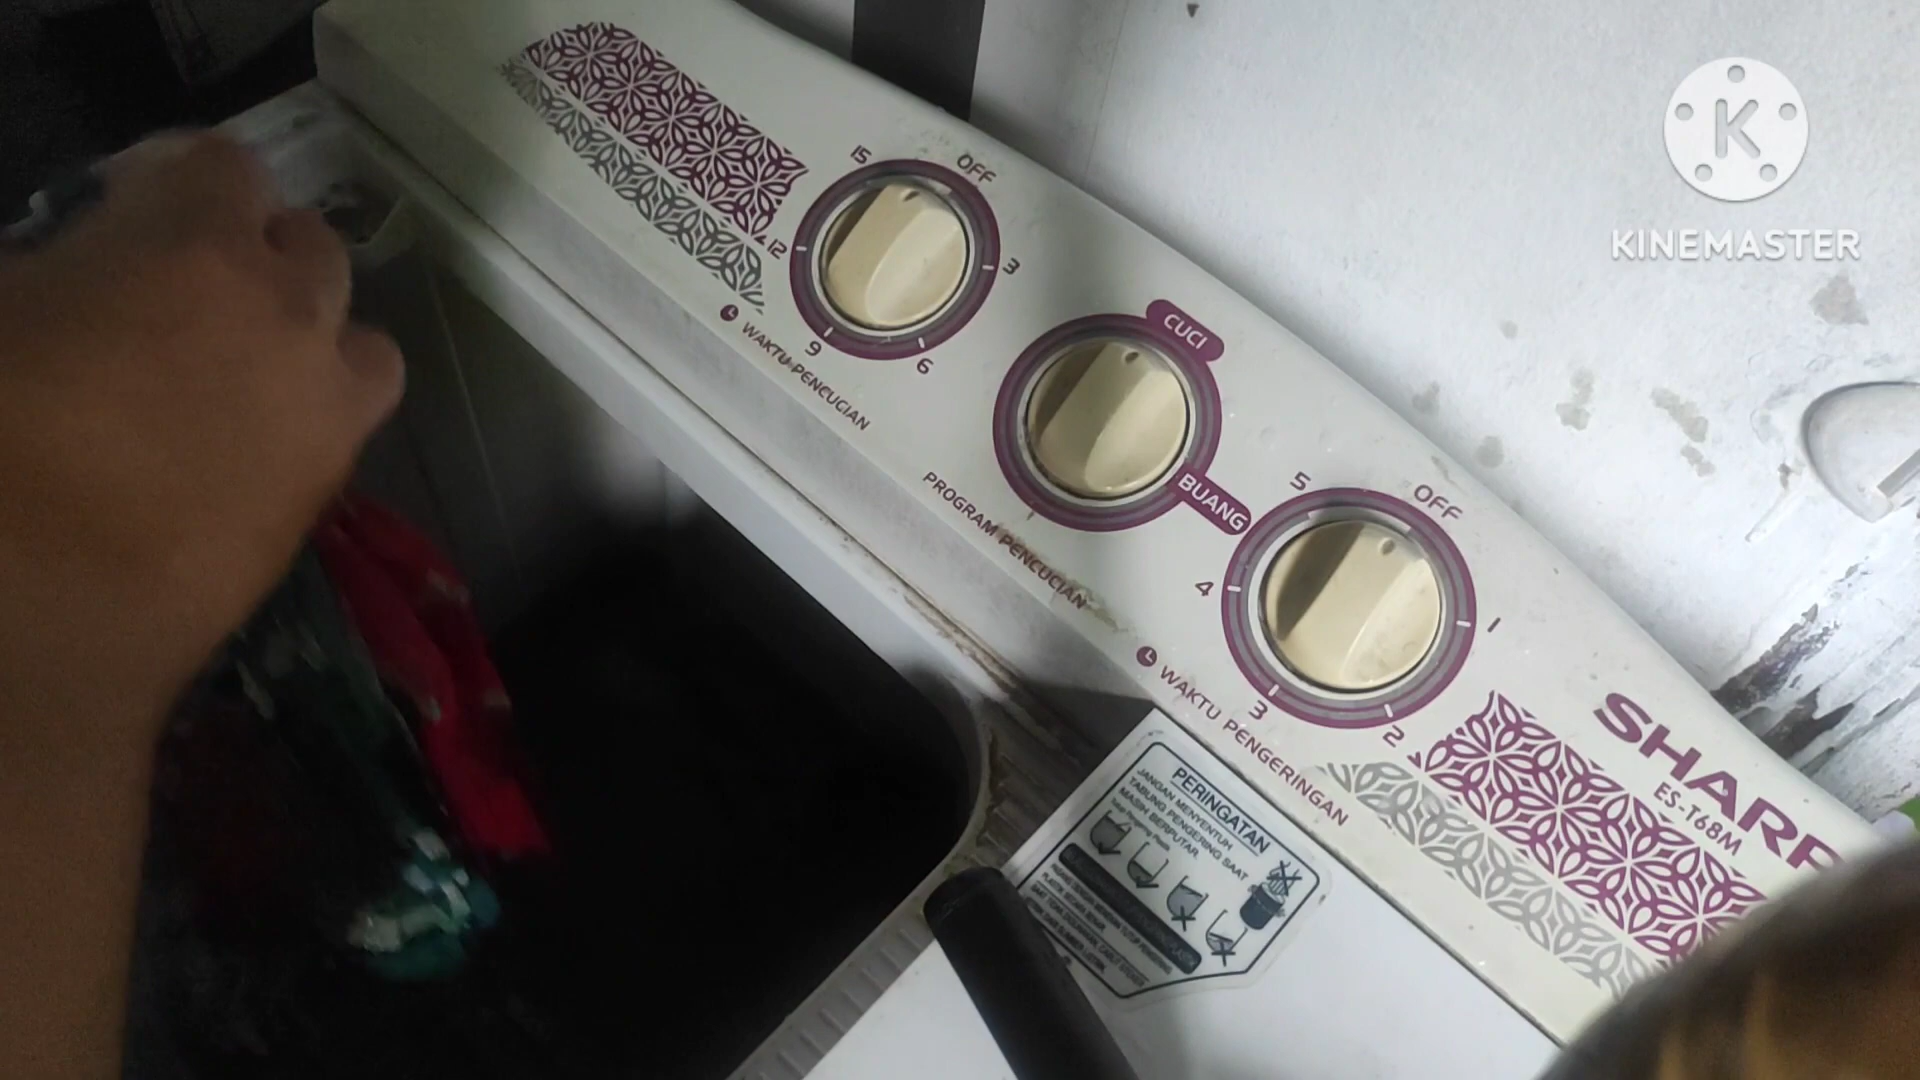 K
KINEMASTER
15
OFF
12
3
9
6
WAKTU PENCUCIAN
CUCI
BUANG
PROGRAM PENCUCIAN
5
OFF
4
1
3
2
WAKTU PENGERINGAN
SHARP
ES-T68M
PERINGATAN
JANGAN MENYENTUH
TABUNG PENGERING SAAT
MASIH BERPUTAR.